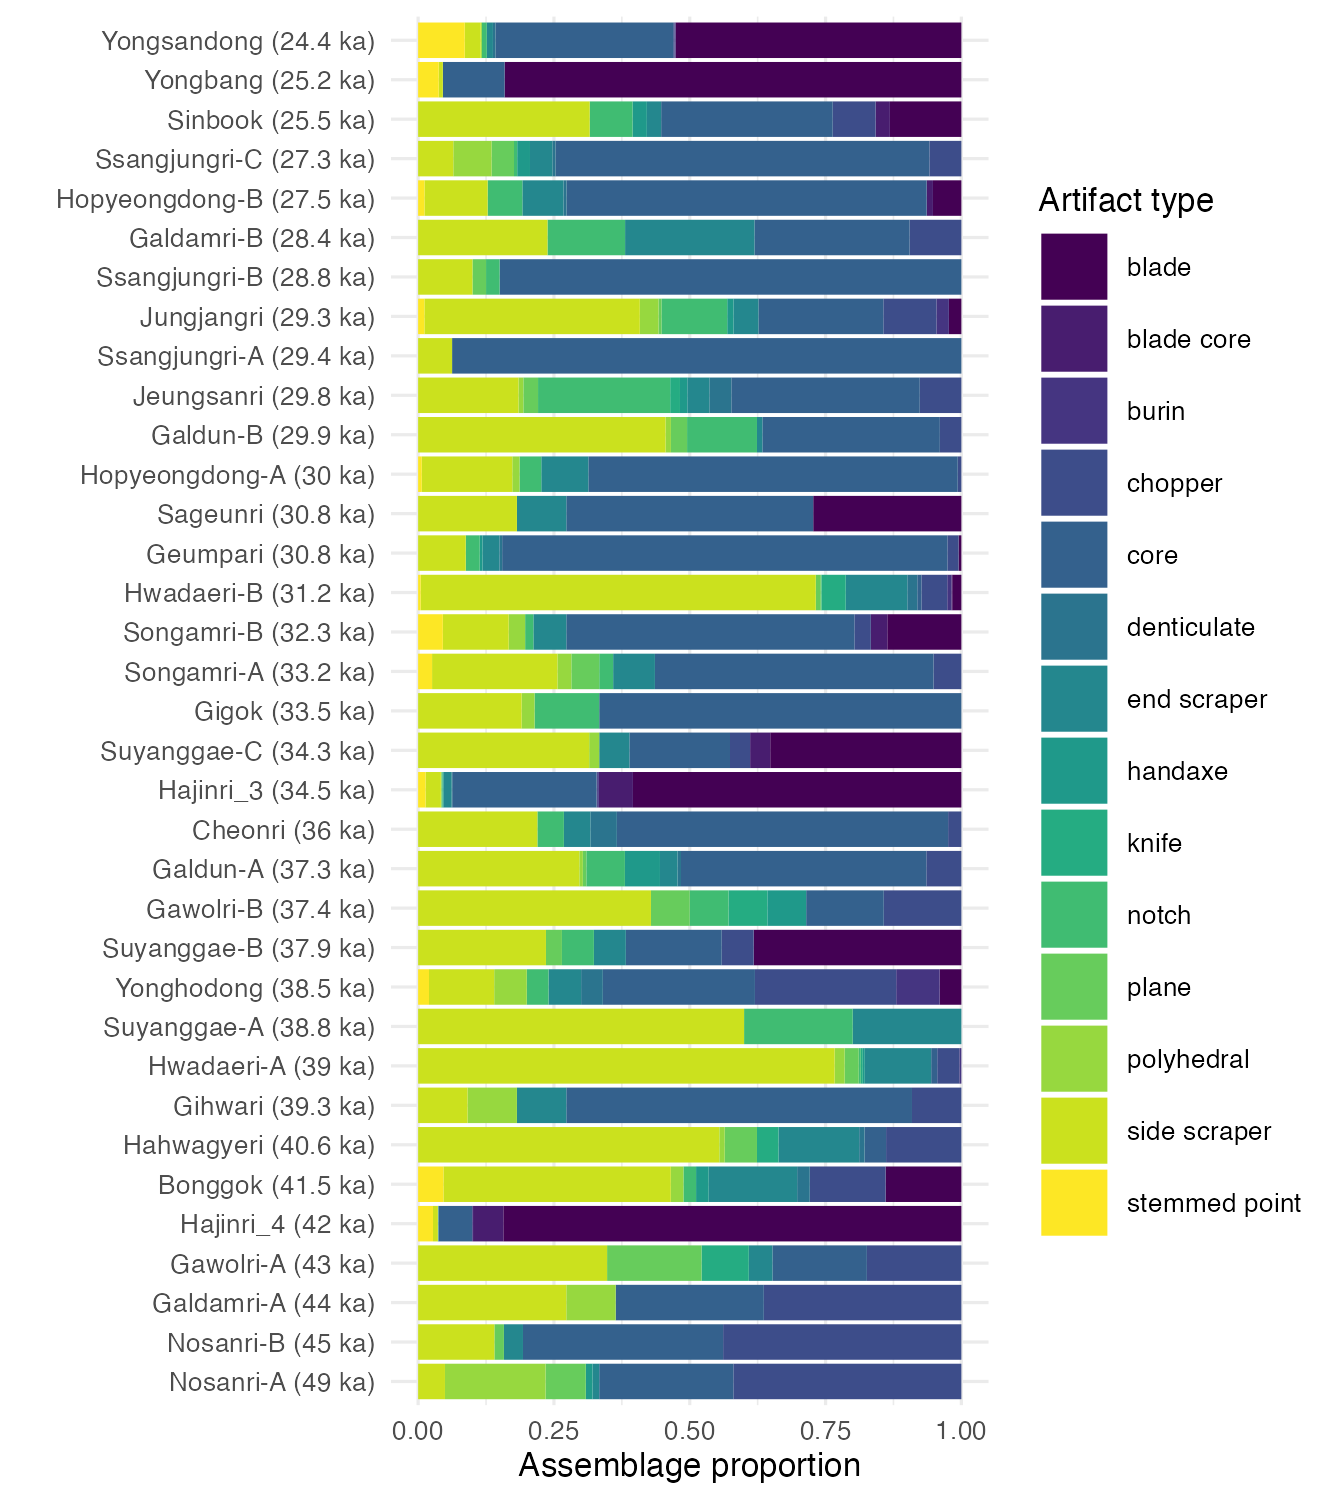 Yongsandong (24.4 ka)
Yongbang (25.2 ka)
Sinbook (25.5 ka)
Ssangjungri-C (27.3 ka)
Hopyeongdong-B (27.5 ka)
Galdamri-B (28.4 ka)
Ssangjungri-B (28.8 ka)
Jungjangri (29.3 ka)
Ssangjungri-A (29.4 ka)
Jeungsanri (29.8 ka)
Galdun-B (29.9 ka)
Hopyeongdong-A (30 ka)
Sageunri (30.8 ka)
Geumpari (30.8 ka)
Hwadaeri-B (31.2 ka)
Songamri-B (32.3 ka)
Songamri-A (33.2 ka)
Gigok (33.5 ka)
Suyanggae-C (34.3 ka)
Hajinri_3 (34.5 ka)
Cheonri (36 ka)
Galdun-A (37.3 ka)
Gawolri-B (37.4 ka)
Suyanggae-B (37.9 ka)
Yonghodong (38.5 ka)
Suyanggae-A (38.8 ka)
Hwadaeri-A (39 ka)
Gihwari (39.3 ka)
Hahwagyeri (40.6 ka)
Bonggok (41.5 ka)
Hajinri_4 (42 ka)
Gawolri-A (43 ka)
Galdamri-A (44 ka)
Nosanri-B (45 ka)
Nosanri-A (49 ka)
0.00 0.25 0.50 0.75 1.00
Assemblage proportion
Artifact type
blade
blade core
burin
chopper
core
denticulate
end scraper
handaxe
knife
notch
plane
polyhedral
side scraper
stemmed point